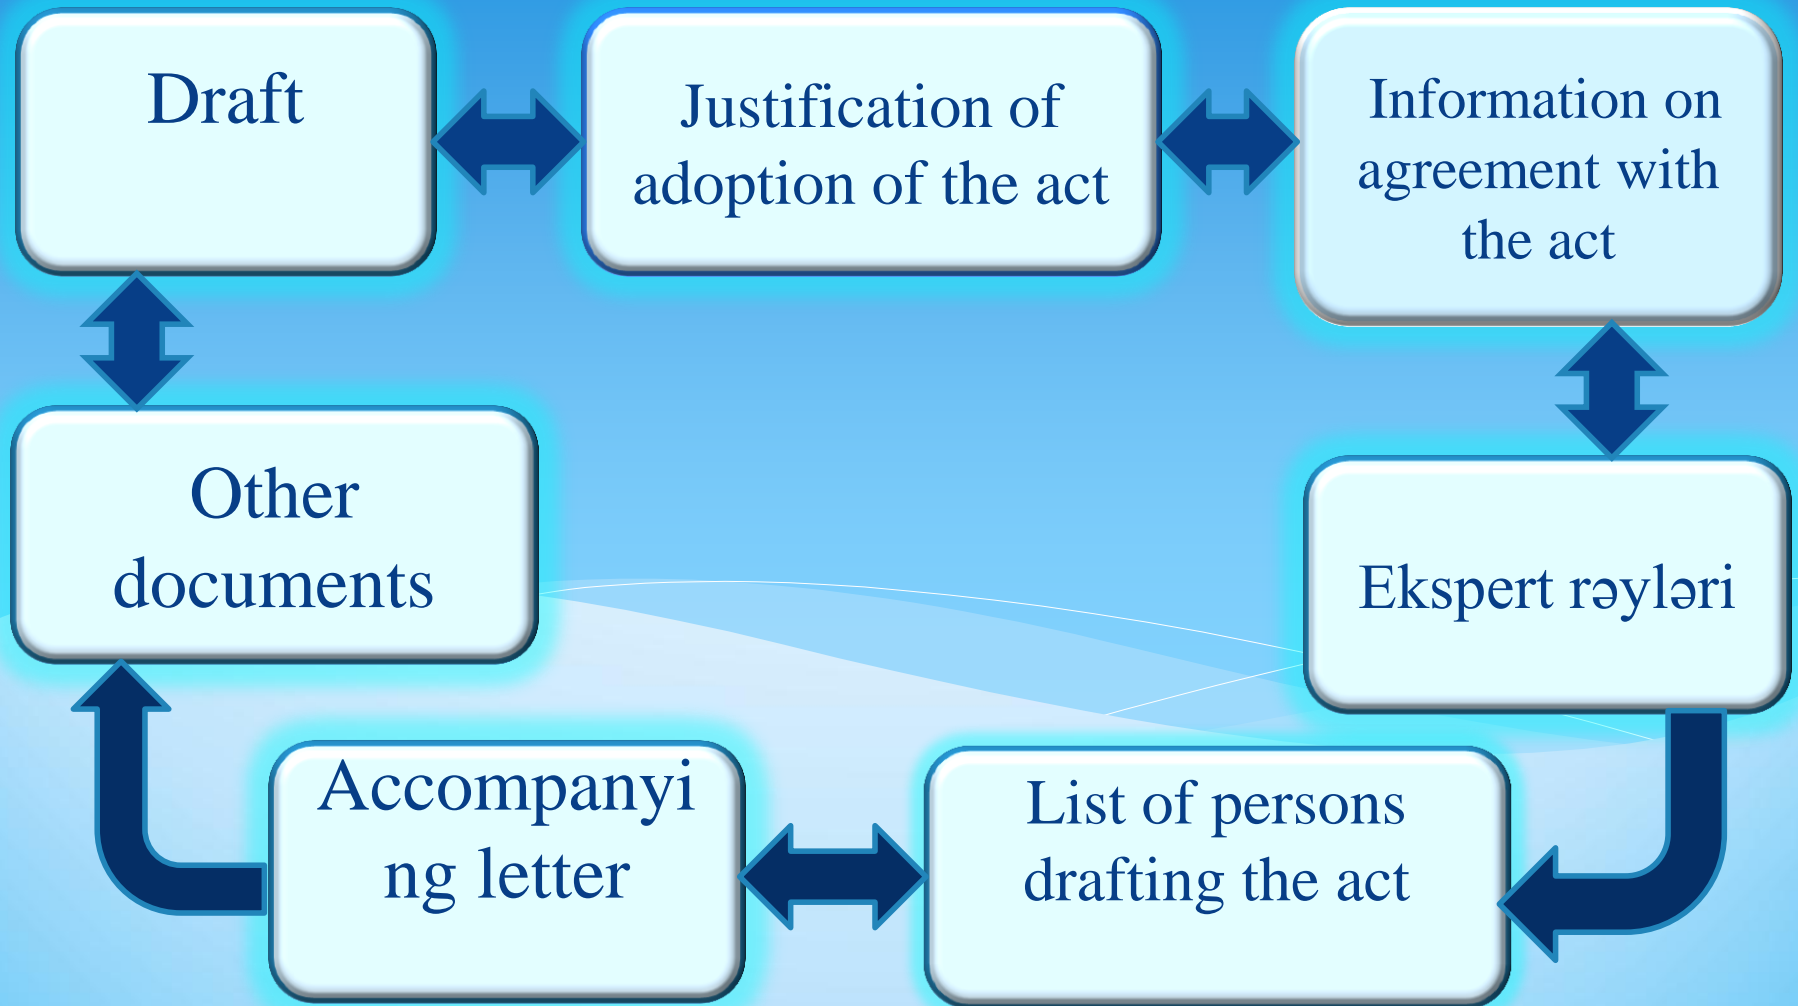 Draft
Justification of
adoption of the act
Information on
agreement with
the act
Other
documents
Ekspert rəyləri
Accompanyi
ng letter
List of persons
drafting the act